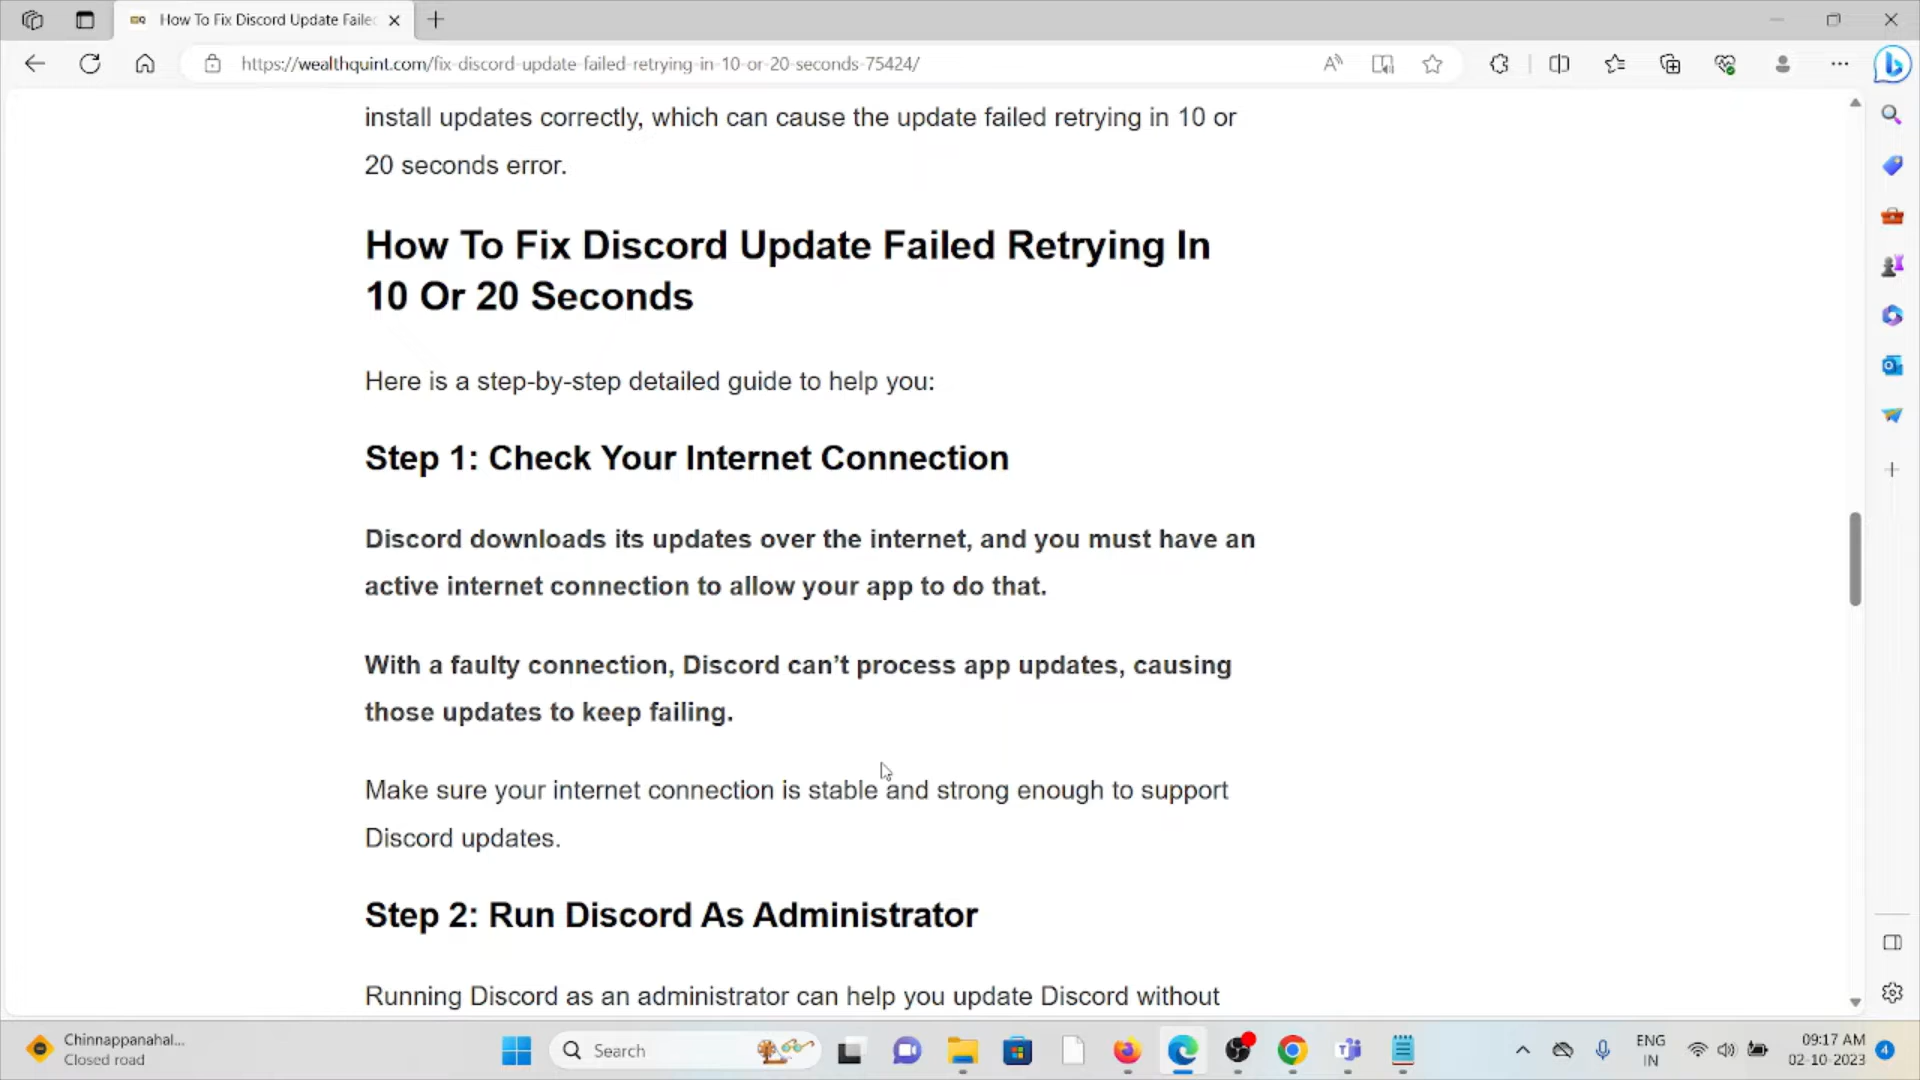 How To Fix Discord Update Failed
https://wealthquint.com/fix-discord-update-failed-retrying-in-10-or-20-seconds-75424/
install updates correctly, which can cause the update failed retrying in 10 or
20 seconds error.
How To Fix Discord Update Failed Retrying In
10 Or 20 Seconds
Here is a step-by-step detailed guide to help you:
Step 1: Check Your Internet Connection
Discord downloads its updates over the internet, and you must have an
active internet connection to allow your app to do that.
With a faulty connection, Discord can’t process app updates, causing
those updates to keep failing.
Make sure your internet connection is stable and strong enough to support
Discord updates.
Step 2: Run Discord As Administrator
Running Discord as an administrator can help you update Discord without
Chinnappanahal...
Closed road
Search
ENG
IN
09:17 AM
02-10-2023
4